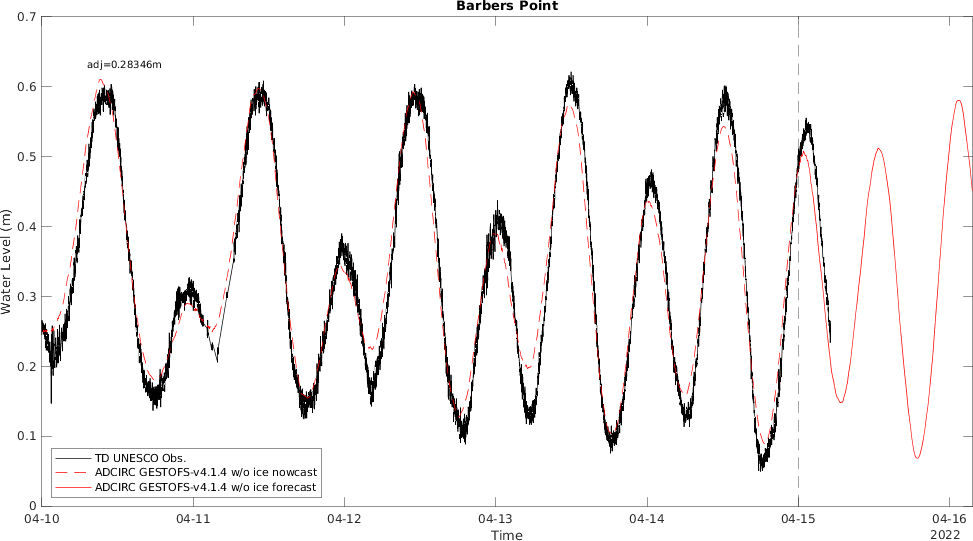 Barbers Point
0.7
0.6
0.5
0.4
0.3
0.2
0.1
0
Water Level (m)
adj=0.28346m
TD UNESCO Obs.
ADCIRC GESTOFS-v4.1.4 w/o ice nowcast
ADCIRC GESTOFS-v4.1.4 w/o ice forecast
04-10 04-11 04-12 04-13 04-14 04-15 04-16
Time 2022